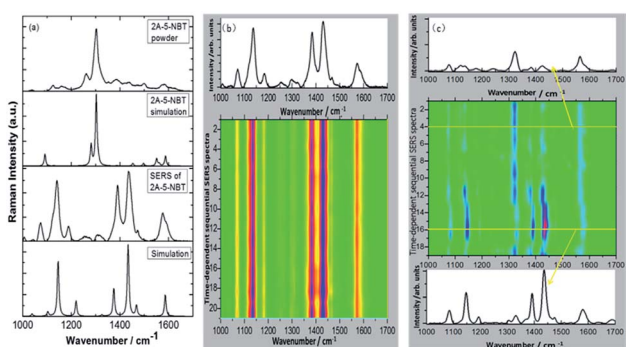 (a)
2A-5-NBT
powder
2A-5-NBT
simulation
SERS of
2A-5-NBT
Simulation
Raman Intensity (a.u.)
1000 1200 1400 1600
Wavenumber / cm⁻¹
(b)
Intensity/arb. units
1000 1100 1200 1300 1400 1500 1600 1700
Wavenumber / cm⁻¹
Time-dependent sequential SERS spectra
2
4
6
8
10
12
14
16
18
20
1000 1100 1200 1300 1400 1500 1600 1700
Wavenumber / cm⁻¹
(c)
Intensity/arb. units
1000 1100 1200 1300 1400 1500 1600 1700
Wavenumber / cm⁻¹
Time-dependent sequential SERS spectra
2
4
6
8
10
12
14
16
18
1000 1100 1200 1300 1400 1500 1600 1700
Intensity/arb. units
1000 1100 1200 1300 1400 1500 1600 1700
Wavenumber / cm⁻¹